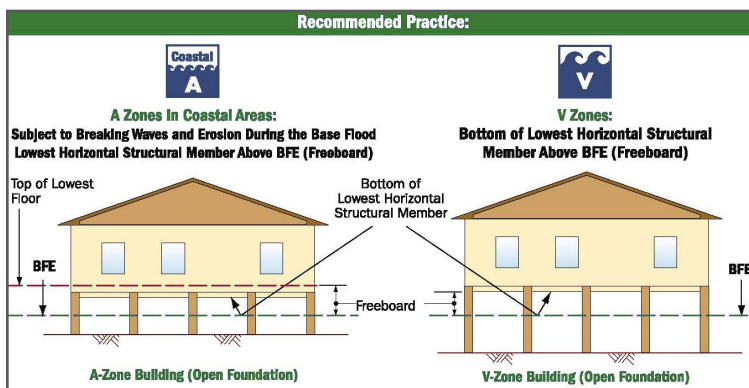 Recommended Practice:
Coastal
A
A Zones in Coastal Areas:
Subject to Breaking Waves and Erosion During the Base Flood
Lowest Horizontal Structural Member Above BFE (Freeboard)
V
V Zones:
Bottom of Lowest Horizontal Structural
Member Above BFE (Freeboard)
Top of Lowest
Floor
Bottom of
Lowest Horizontal
Structural Member
BFE
BFE
Freeboard
A-Zone Building (Open Foundation)
V-Zone Building (Open Foundation)